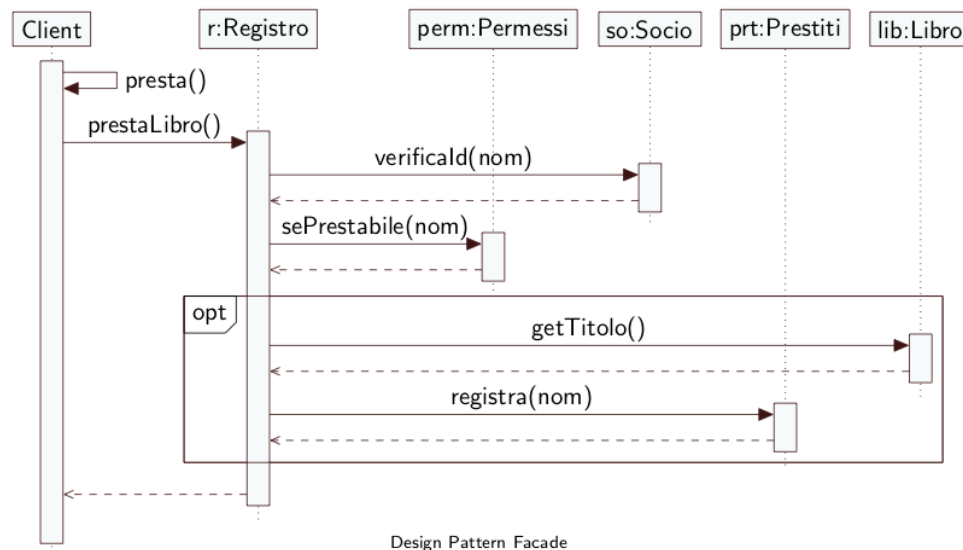 Client
r:Registro
perm:Permessi
so:Socio
prt:Prestiti
lib:Libro
presta()
prestaLibro()
verificaId(nom)
sePrestabile(nom)
opt
getTitolo()
registra(nom)
Design Pattern Facade